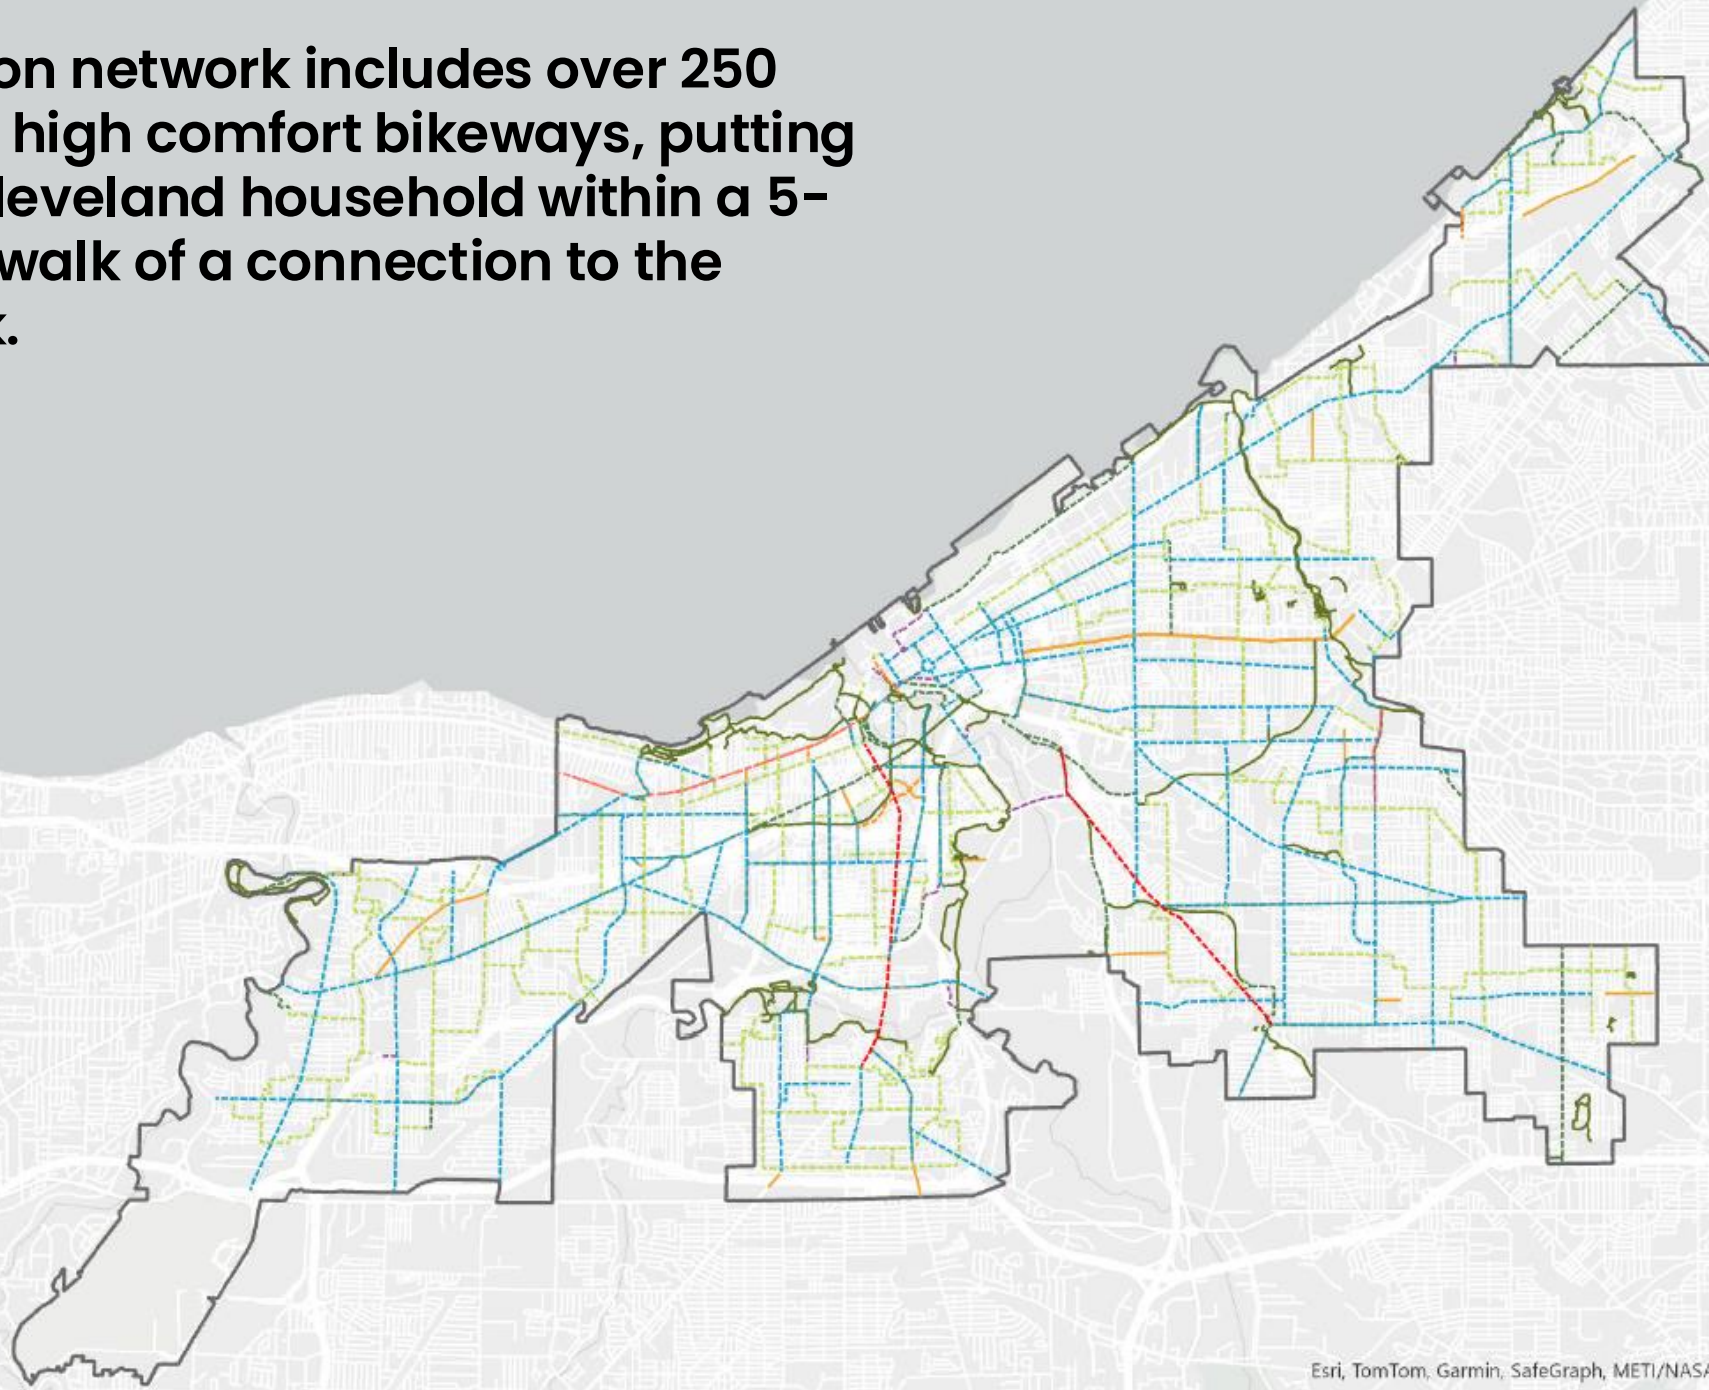 on network includes over 250
high comfort bikeways, putting
leveland household within a 5-
walk of a connection to the
k.
Esri, TomTom, Garmin, SafeGraph, METI/NASA